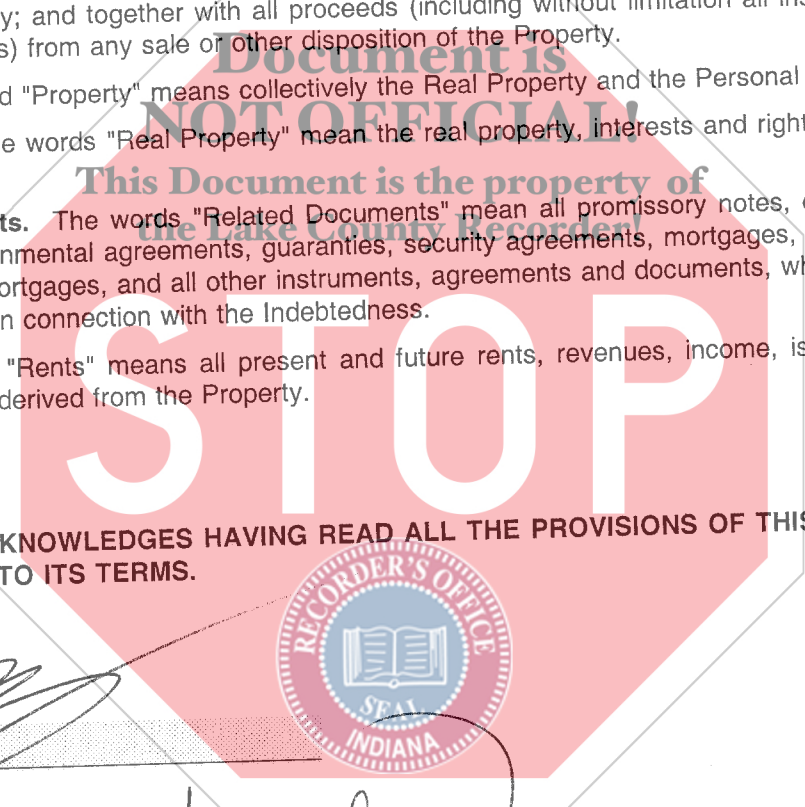 y; and together with all proceeds (including without limitation all
s) from any sale or other disposition of the Property.
Document is
d "Property" means collectively the Real Property and the Personal
NOT OFFICIAL!
e words "Real Property" mean the real property, interests and right
This Document is the property of
ts. The words "Related Documents" mean all promissory notes,
the Lake County Recorder!
nmental agreements, guaranties, security agreements, mortgages,
ortgages, and all other instruments, agreements and documents, wh
n connection with the Indebtedness.
STOP
"Rents" means all present and future rents, revenues, income, is
derived from the Property.
KNOWLEDGES HAVING READ ALL THE PROVISIONS OF THIS
TO ITS TERMS.
RECORDER'S OFFICE
SEAL
INDIANA